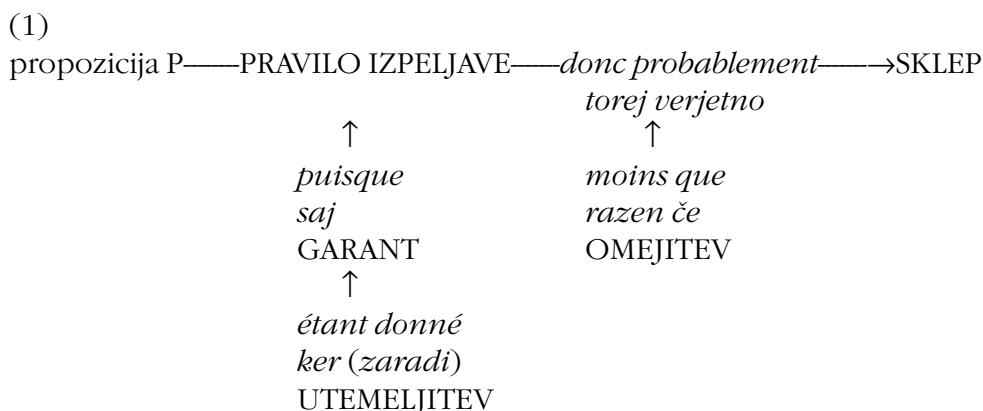 (1)
propozicija P———PRAVILO IZPELJAVE———donc probablement———→SKLEP
torej verjetno
↑ ↑
puisque moins que
saj razen če
GARANT OMEJITEV
↑
étant donné
ker (zaradi)
UTEMELJITEV